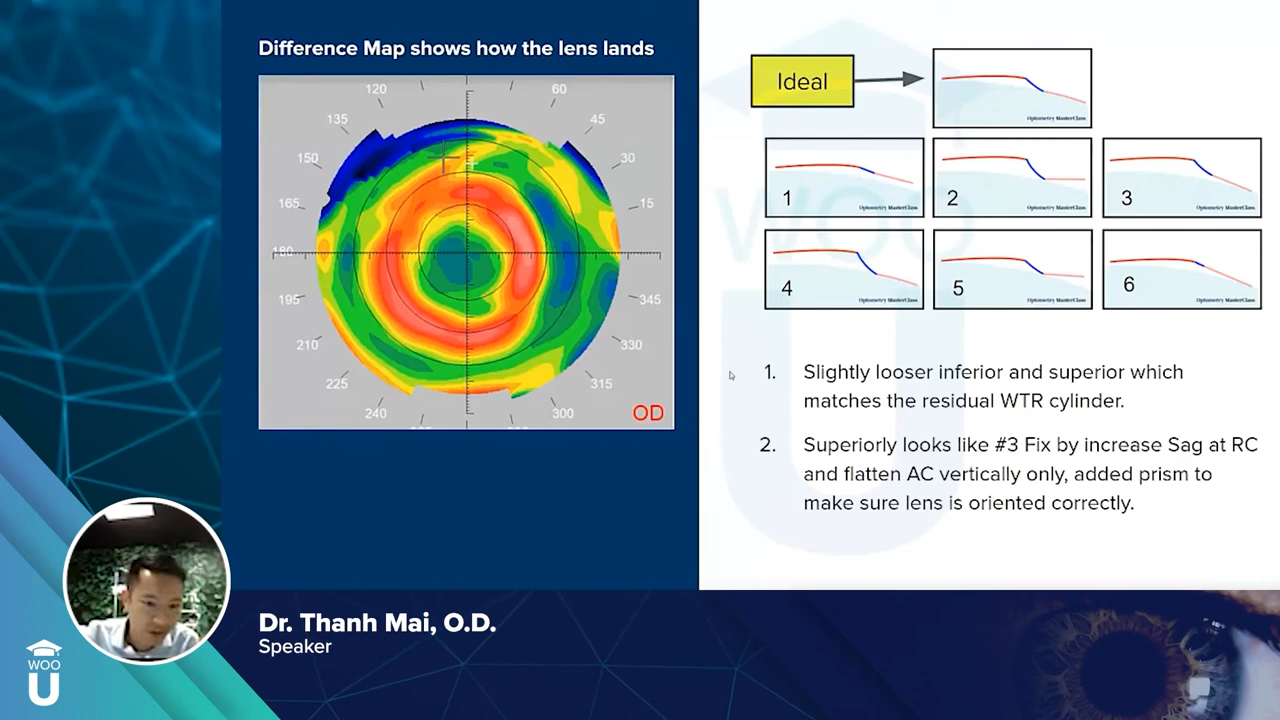 Difference Map shows how the lens lands
120
60
135
45
150
30
165
15
180
195
345
210
330
225
315
240
300
OD
Ideal
Optometry MasterClass
1
Optometry MasterClass
2
Optometry MasterClass
3
Optometry MasterClass
4
Optometry MasterClass
5
Optometry MasterClass
6
Optometry MasterClass
WOO
U
1. Slightly looser inferior and superior which
matches the residual WTR cylinder.
2. Superiorly looks like #3 Fix by increase Sag at RC
and flatten AC vertically only, added prism to
make sure lens is oriented correctly.
Dr. Thanh Mai, O.D.
Speaker
WOO
U